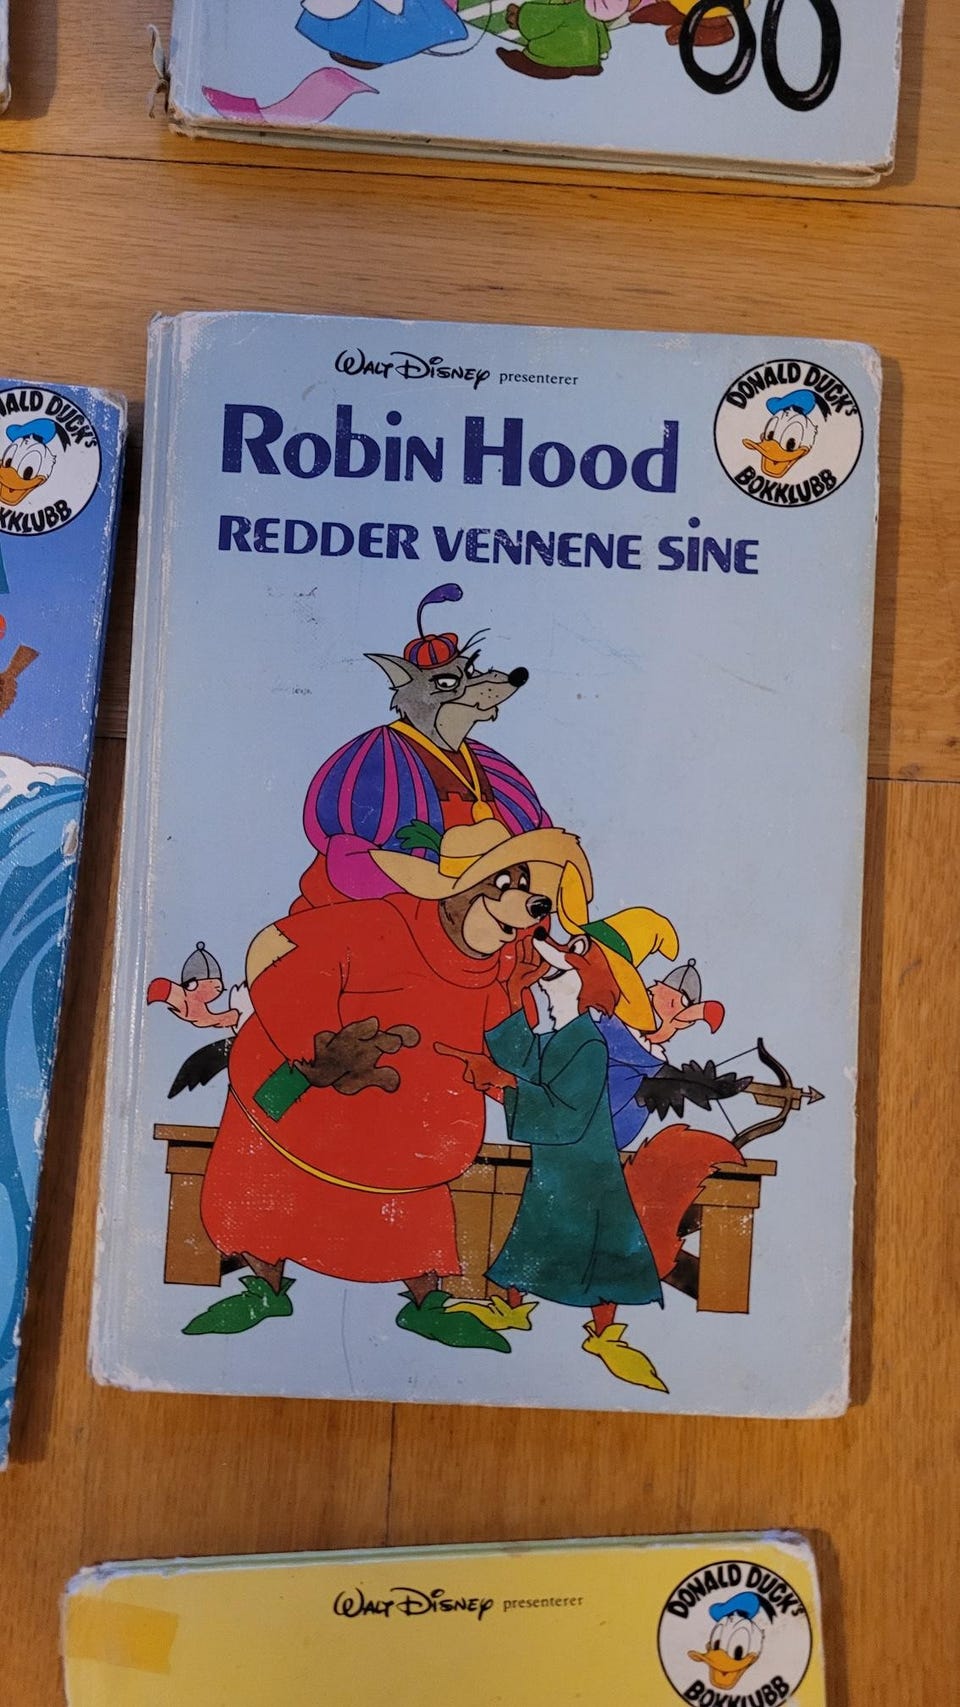 WALT DISNEY presenterer
DONALD DUCK's
BOKKLUBB
Robin Hood
REDDER VENNENE SINE
NALD DUCK's
KKLUBB
WALT DISNEY presenterer
DONALD DUCK's
BOKKLUBB